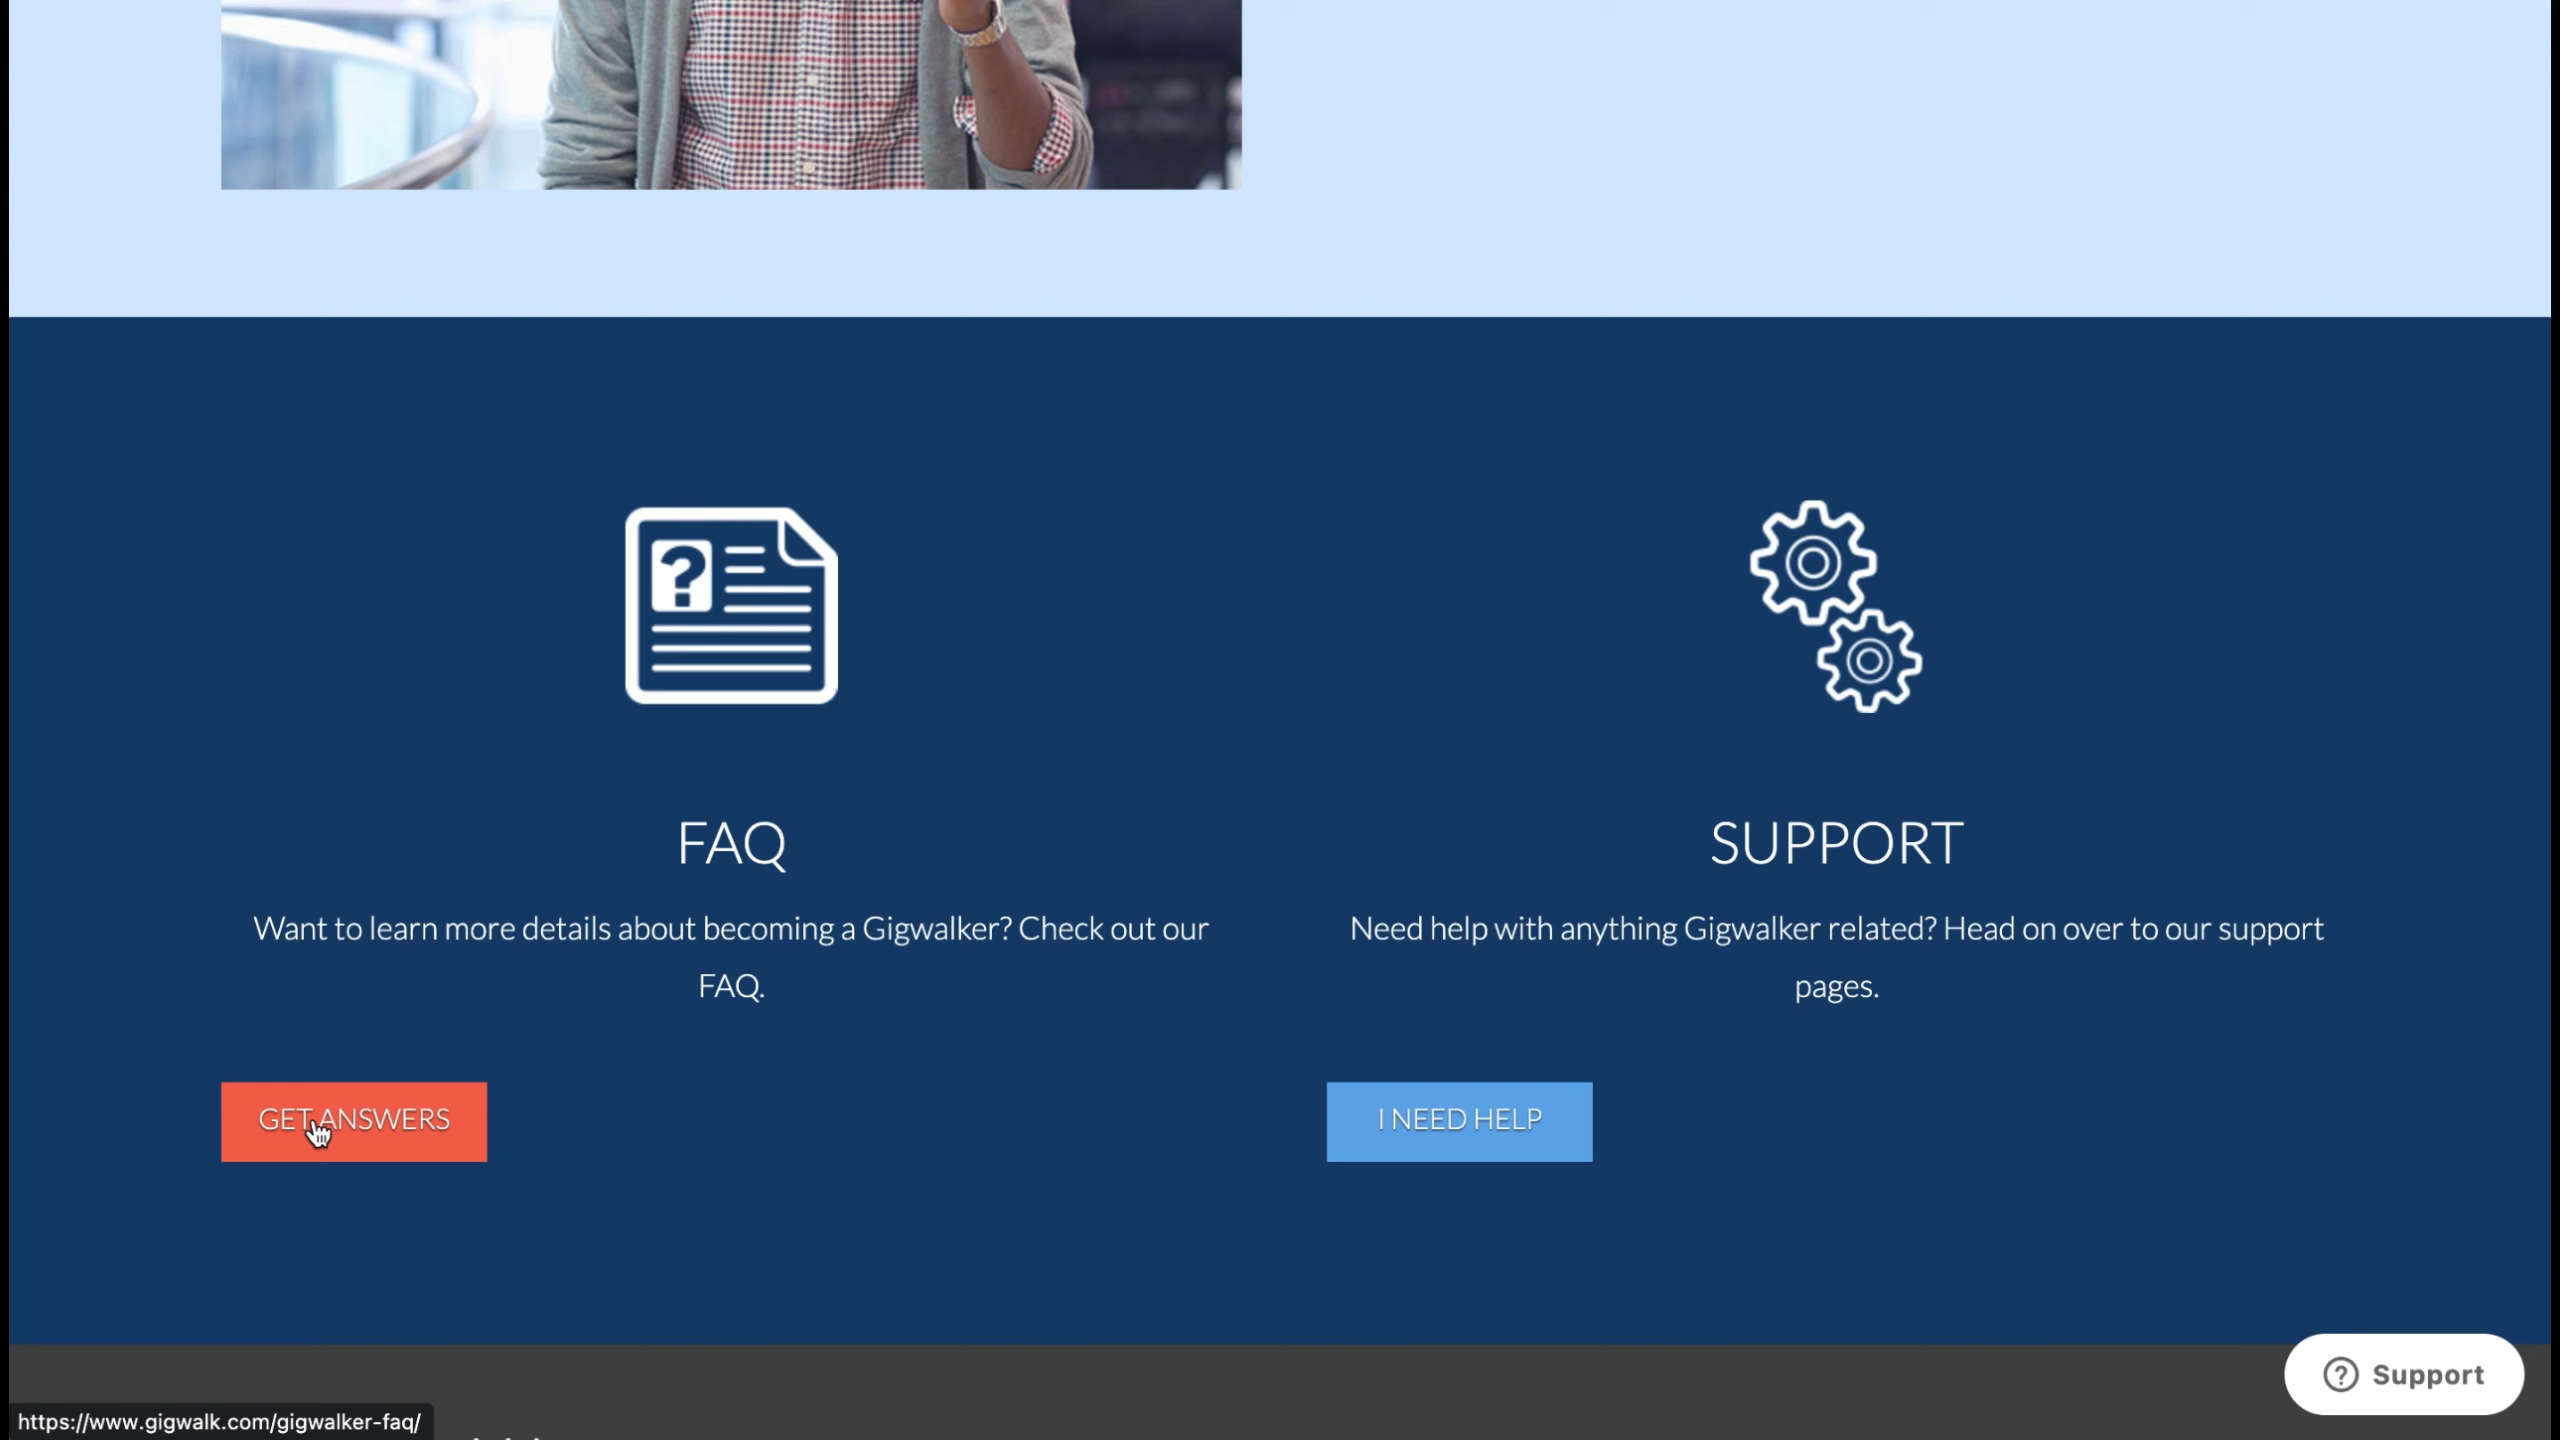 ?
FAQ
Want to learn more details about becoming a Gigwalker? Check out our
FAQ.
GET ANSWERS
SUPPORT
Need help with anything Gigwalker related? Head on over to our support
pages.
I NEED HELP
? Support
https://www.gigwalk.com/gigwalker-faq/